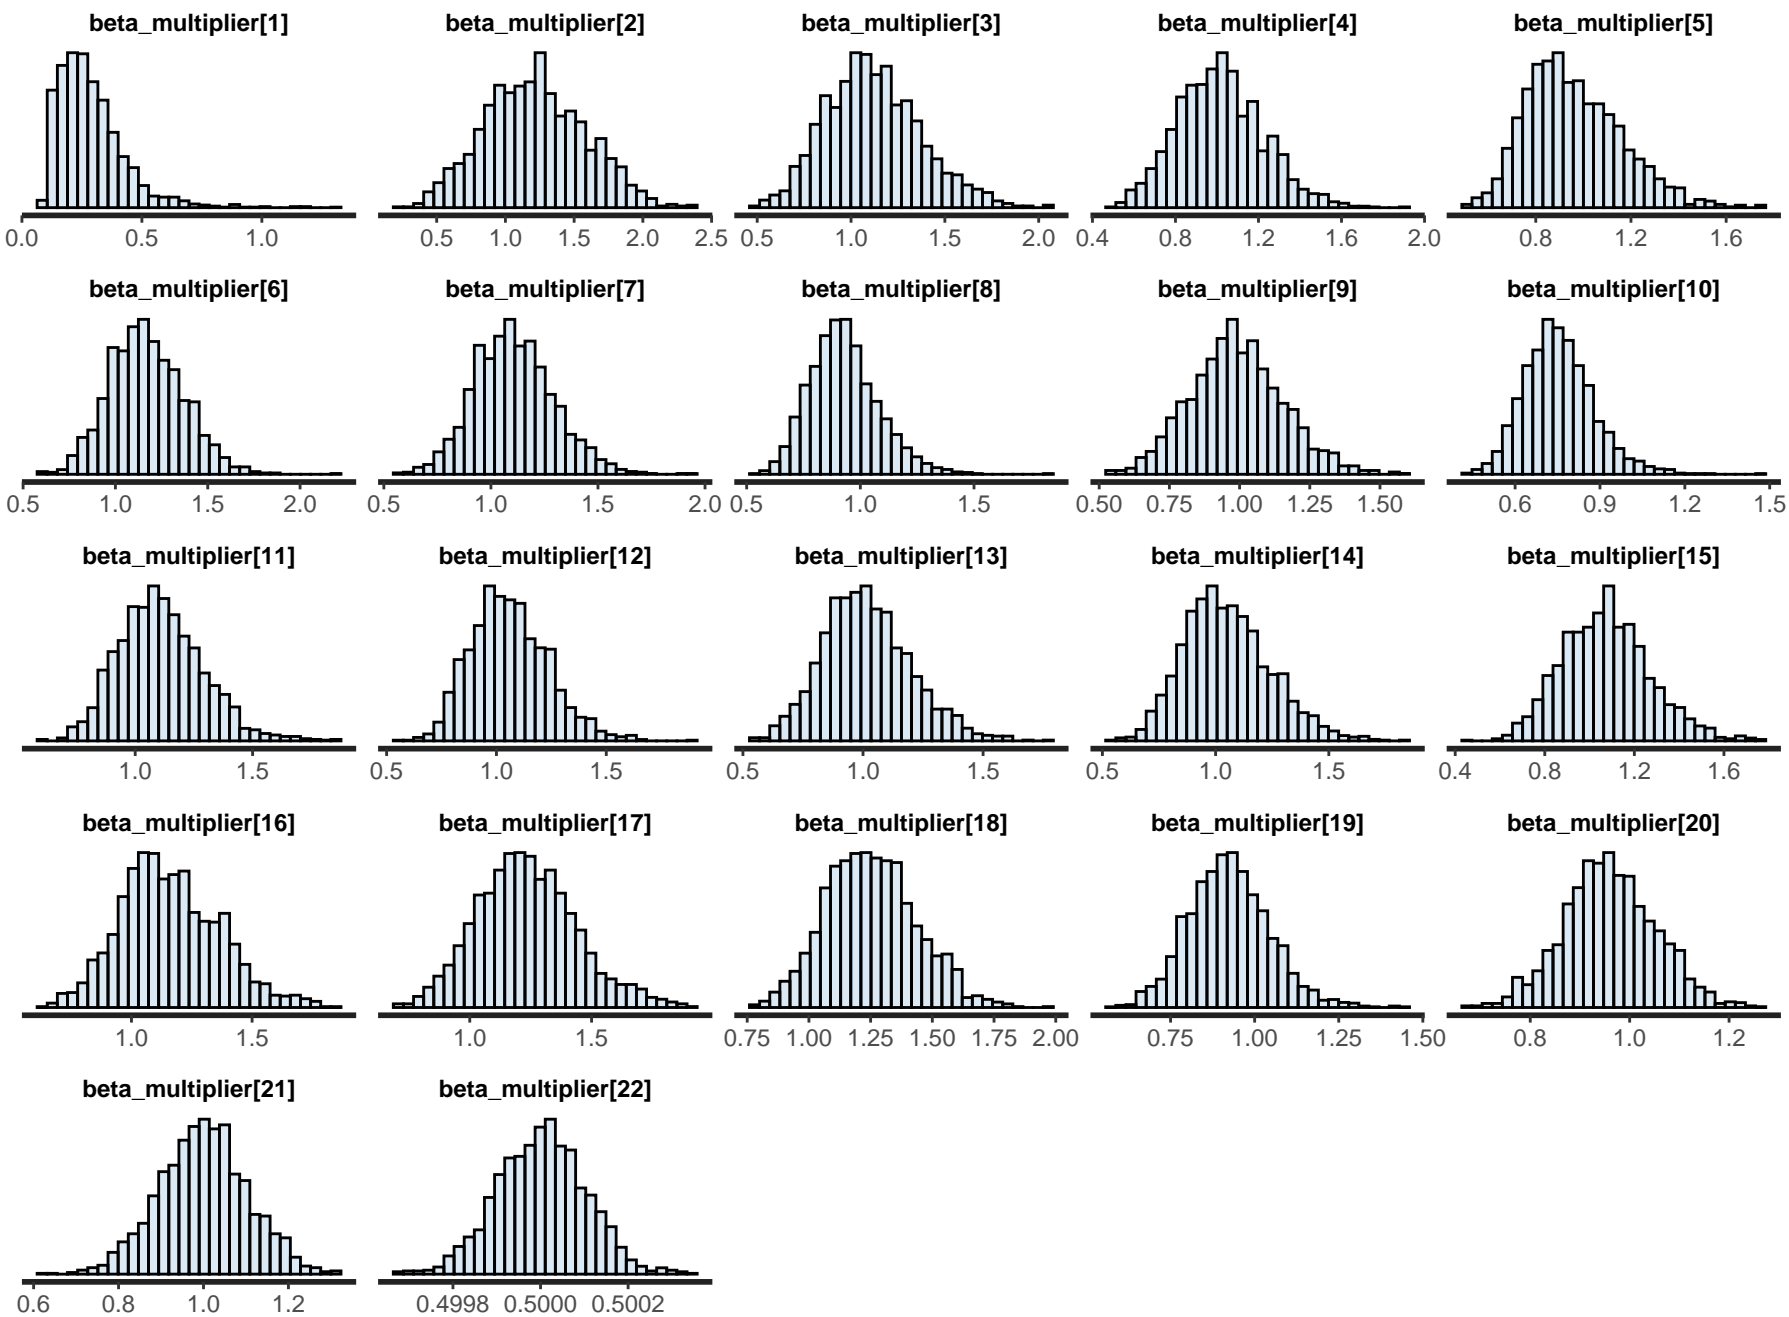 beta_multiplier[1] beta_multiplier[2] beta_multiplier[3] beta_multiplier[4] beta_multiplier[5]
0.0 0.5 1.0 0.5 1.0 1.5 2.0 2.5 0.5 1.0 1.5 2.0 0.4 0.8 1.2 1.6 2.0 0.8 1.2 1.6
beta_multiplier[6] beta_multiplier[7] beta_multiplier[8] beta_multiplier[9] beta_multiplier[10]
0.5 1.0 1.5 2.0 0.5 1.0 1.5 2.0 0.5 1.0 1.5 0.50 0.75 1.00 1.25 1.50 0.6 0.9 1.2 1.5
beta_multiplier[11] beta_multiplier[12] beta_multiplier[13] beta_multiplier[14] beta_multiplier[15]
1.0 1.5 0.5 1.0 1.5 0.5 1.0 1.5 0.5 1.0 1.5 0.4 0.8 1.2 1.6
beta_multiplier[16] beta_multiplier[17] beta_multiplier[18] beta_multiplier[19] beta_multiplier[20]
1.0 1.5 1.0 1.5 0.75 1.00 1.25 1.50 1.75 2.00 0.75 1.00 1.25 1.50 0.8 1.0 1.2
beta_multiplier[21] beta_multiplier[22]
0.6 0.8 1.0 1.2 0.4998 0.5000 0.5002